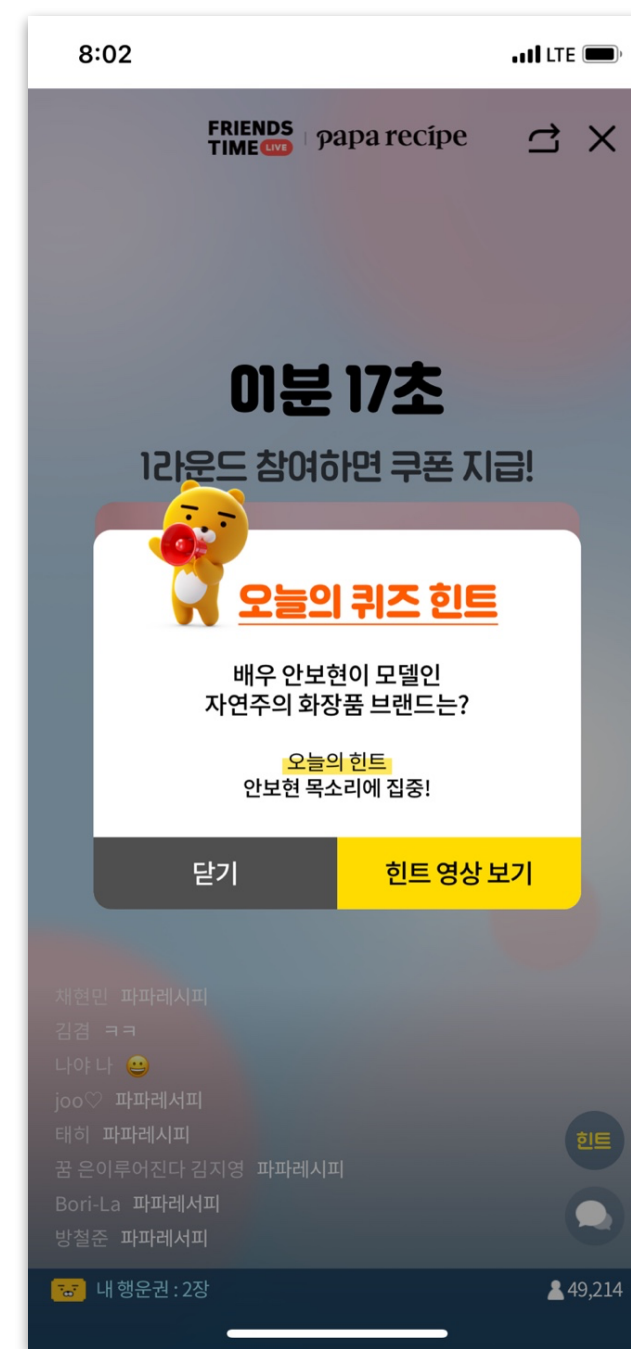 8:02
LTE
FRIENDS
TIME LIVE
papa recipe
01분 17초
1라운드 참여하면 쿠폰 지급!
오늘의 퀴즈 힌트
배우 안보현이 모델인
자연주의 화장품 브랜드는?
오늘의 힌트
안보현 목소리에 집중!
닫기
힌트 영상 보기
채현민 파파레시피
김겸 ㅋㅋ
나야 나 😀
joo♡ 파파레서피
태히 파파레시피
꿈 은이루어진다 김지영 파파레시피
힌트
Bori-La 파파레서피
방철준 파파레서피
내 행운권 : 2장
49,214